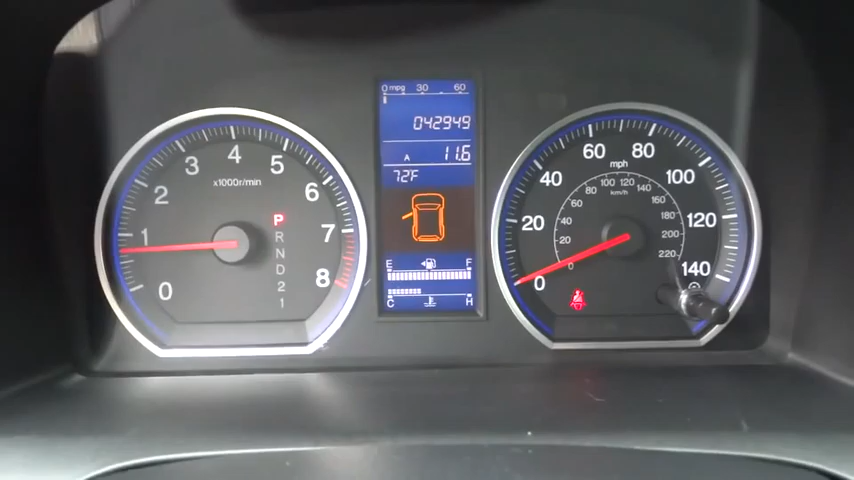 0 1 2 3 4 5 6 7 8
x1000r/min
P
R
N
D
2
1
0 mpg 30 60
042949
A 11.6
72°F
E F
C H
0 20 40 60 80 100 120 140
mph
0 20 40 60 80 100 120 140 160 180 200 220
km/h